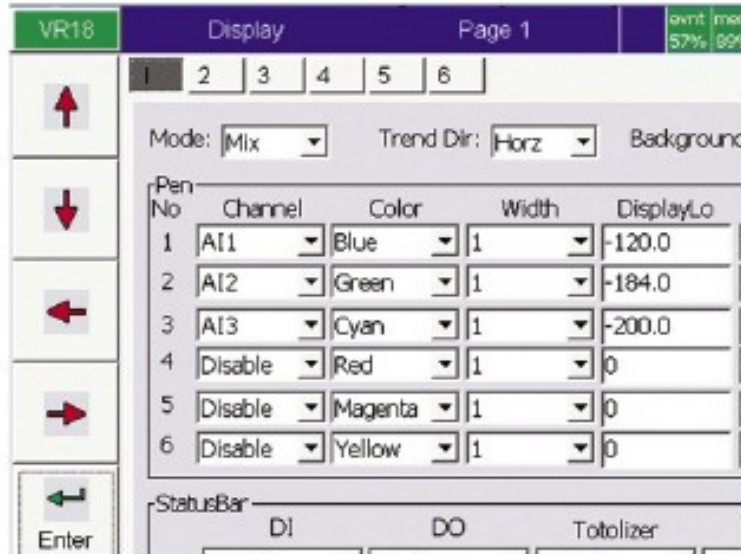 VR18 Display Page 1 evnt
57% 99%
1 2 3 4 5 6
Mode: Mix Trend Dir: Horz Background
Pen
No Channel Color Width DisplayLo
1 AI1 Blue 1 -120.0
2 AI2 Green 1 -184.0
3 AI3 Cyan 1 -200.0
4 Disable Red 1 0
5 Disable Magenta 1 0
6 Disable Yellow 1 0
StatusBar
DI DO Totolizer
Enter